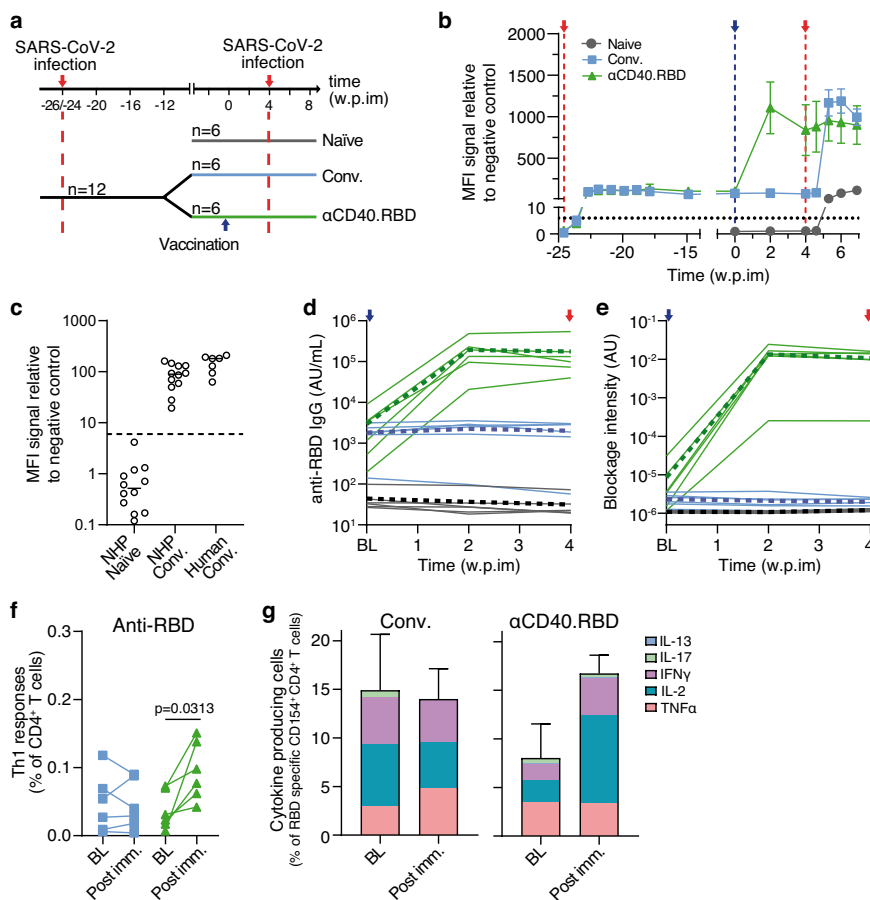 a
SARS-CoV-2
infection
SARS-CoV-2
infection
time
(w.p.im)
-26/-24 -20 -16 -12 0 4 8
n=6
Naïve
n=6
Conv.
n=12
n=6
αCD40.RBD
Vaccination
b
MFI signal relative
to negative control
2000
1500
1000
500
10
0
Naive
Conv.
αCD40.RBD
-25 -20 -15 0 2 4 6
Time (w.p.im)
c
MFI signal relative
to negative control
1000
100
10
1
0.1
NHP
Naïve
NHP
Conv.
Human
Conv.
d
anti-RBD IgG (AU/mL)
10⁶
10⁵
10⁴
10³
10²
10¹
BL 1 2 3 4
Time (w.p.im)
e
Blockage intensity (AU)
10⁻¹
10⁻²
10⁻³
10⁻⁴
10⁻⁵
10⁻⁶
BL 1 2 3 4
Time (w.p.im)
f
Anti-RBD
Th1 responses
(% of CD4⁺ T cells)
0.3
0.2
0.1
0.0
p=0.0313
BL
Post imm.
BL
Post imm.
g
Cytokine producing cells
(% of RBD specific CD154⁺CD4⁺ T cells)
Conv.
αCD40.RBD
20
15
10
5
0
BL
Post imm.
BL
Post imm.
IL-13
IL-17
IFNγ
IL-2
TNFα